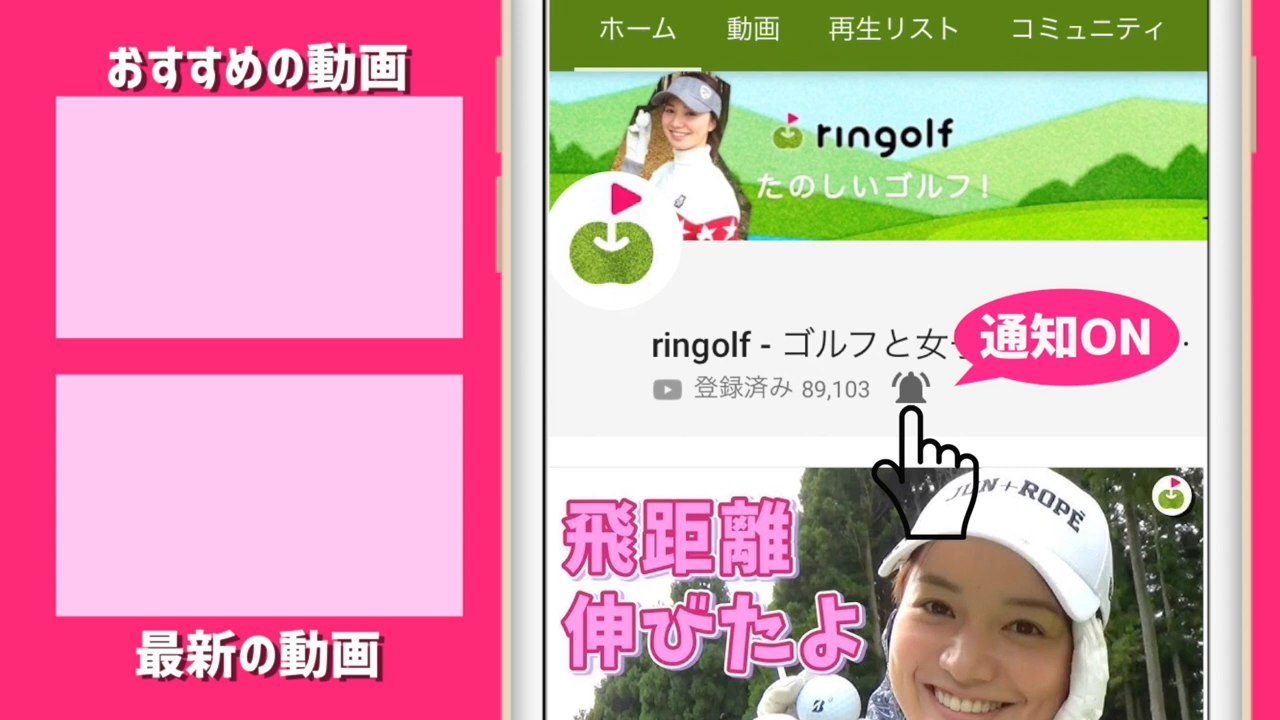 おすすめの動画
最新の動画
ホーム 動画 再生リスト コミュニティ
ringolf
たのしいゴルフ!
ringolf - ゴルフと女
通知ON
登録済み 89,103
飛距離
伸びたよ
JUN+ROPÉ
B